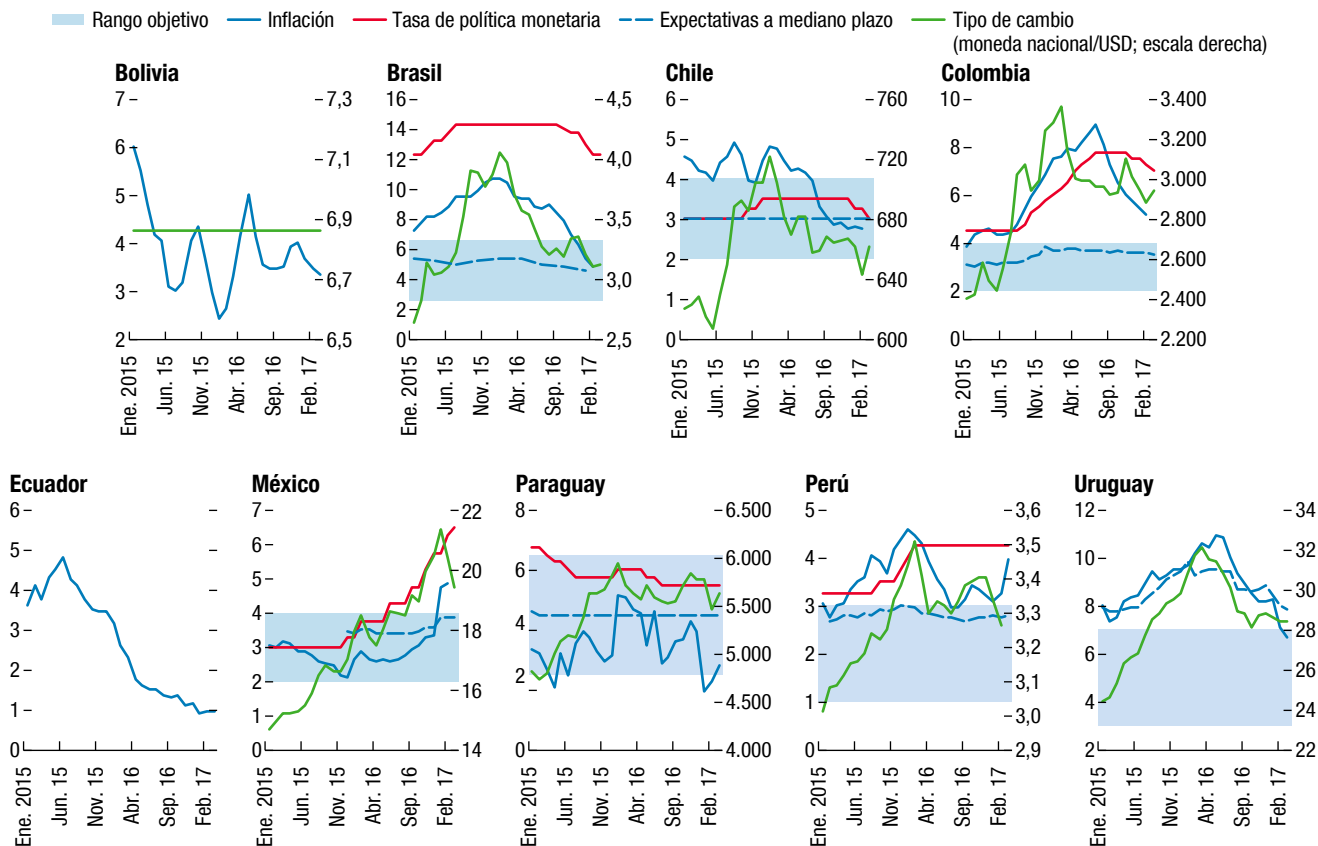 Rango objetivo Inflación Tasa de política monetaria Expectativas a mediano plazo Tipo de cambio
(moneda nacional/USD; escala derecha)
Bolivia Brasil Chile Colombia
7 7,3 16 4,5 6 760 10 3.400
6 7,1 14 4,0 5 720 8 3.200
5 6,9 12 3,5 4 680 6 3.000
4 6,7 10 3,0 3 640 4 2.800
3 6,5 8 2,5 2 600 2 2.600
2 6 1 0 2.400
4 0 2.200
2
0
Ene. 2015 Jun. 15 Nov. 15 Abr. 16 Sep. 16 Feb. 17 Ene. 2015 Jun. 15 Nov. 15 Abr. 16 Sep. 16 Feb. 17 Ene. 2015 Jun. 15 Nov. 15 Abr. 16 Sep. 16 Feb. 17 Ene. 2015 Jun. 15 Nov. 15 Abr. 16 Sep. 16 Feb. 17
Ecuador México Paraguay Perú Uruguay
6 7 22 8 6.500 5 3,6 12 34
5 6 20 6 6.000 4 3,5 10 32
4 5 18 4 5.500 3 3,4 8 30
3 4 16 2 5.000 2 3,3 6 28
2 3 14 0 4.500 1 3,2 4 26
1 2 4.000 0 3,1 2 24
0 1 3,0 22
0 2,9
Ene. 2015 Jun. 15 Nov. 15 Abr. 16 Sep. 16 Feb. 17 Ene. 2015 Jun. 15 Nov. 15 Abr. 16 Sep. 16 Feb. 17 Ene. 2015 Jun. 15 Nov. 15 Abr. 16 Sep. 16 Feb. 17 Ene. 2015 Jun. 15 Nov. 15 Abr. 16 Sep. 16 Feb. 17 Ene. 2015 Jun. 15 Nov. 15 Abr. 16 Sep. 16 Feb. 17